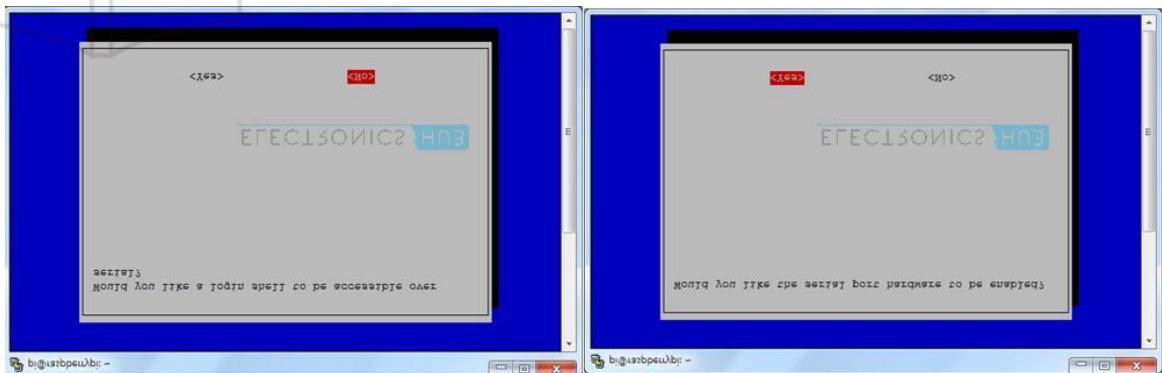 pi@raspberrypi: ~
Would you like a login shell to be accessible over
serial?
ELECTRONICS HUB
<Yes> <No>
pi@raspberrypi: ~
Would you like the serial port hardware to be enabled?
ELECTRONICS HUB
<Yes> <No>